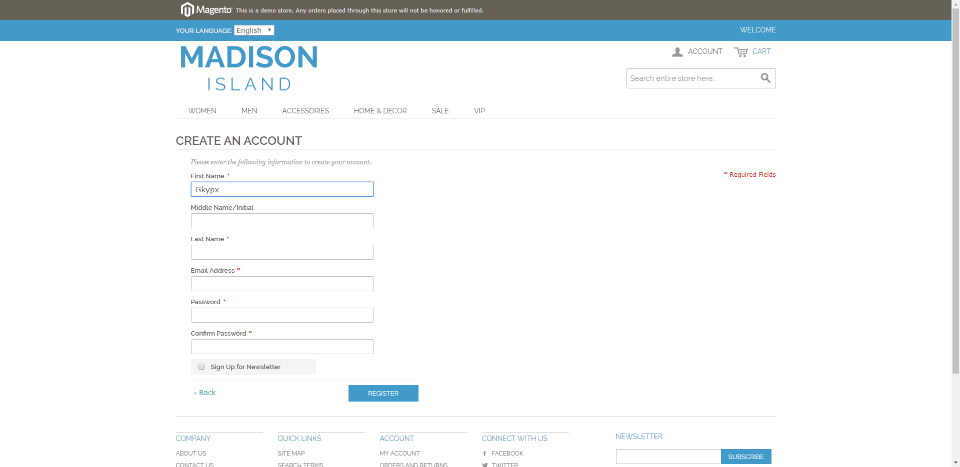 Magento This is a demo store. Any orders placed through this store will not be honored or fulfilled.
YOUR LANGUAGE: English WELCOME
MADISON
ISLAND
ACCOUNT CART
Search entire store here...
WOMEN MEN ACCESSORIES HOME & DECOR SALE VIP
CREATE AN ACCOUNT
Please enter the following information to create your account.
* Required Fields
First Name *
Gkypx
Middle Name/Initial
Last Name *
Email Address *
Password *
Confirm Password *
Sign Up for Newsletter
« Back REGISTER
COMPANY QUICK LINKS ACCOUNT CONNECT WITH US NEWSLETTER
ABOUT US SITE MAP MY ACCOUNT FACEBOOK
SUBSCRIBE
CONTACT US SEARCH TERMS ORDERS AND RETURNS TWITTER